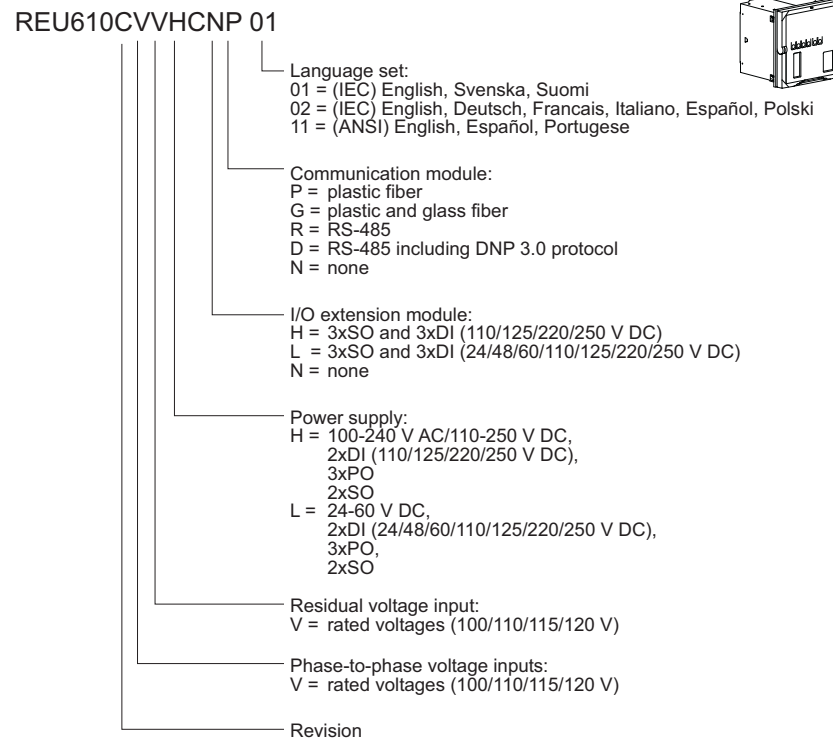 REU610CVVHCNP 01
Language set:
01 = (IEC) English, Svenska, Suomi
02 = (IEC) English, Deutsch, Francais, Italiano, Español, Polski
11 = (ANSI) English, Español, Portugese
Communication module:
P = plastic fiber
G = plastic and glass fiber
R = RS-485
D = RS-485 including DNP 3.0 protocol
N = none
I/O extension module:
H = 3xSO and 3xDI (110/125/220/250 V DC)
L = 3xSO and 3xDI (24/48/60/110/125/220/250 V DC)
N = none
Power supply:
H = 100-240 V AC/110-250 V DC,
2xDI (110/125/220/250 V DC),
3xPO
2xSO
L = 24-60 V DC,
2xDI (24/48/60/110/125/220/250 V DC),
3xPO,
2xSO
Residual voltage input:
V = rated voltages (100/110/115/120 V)
Phase-to-phase voltage inputs:
V = rated voltages (100/110/115/120 V)
Revision